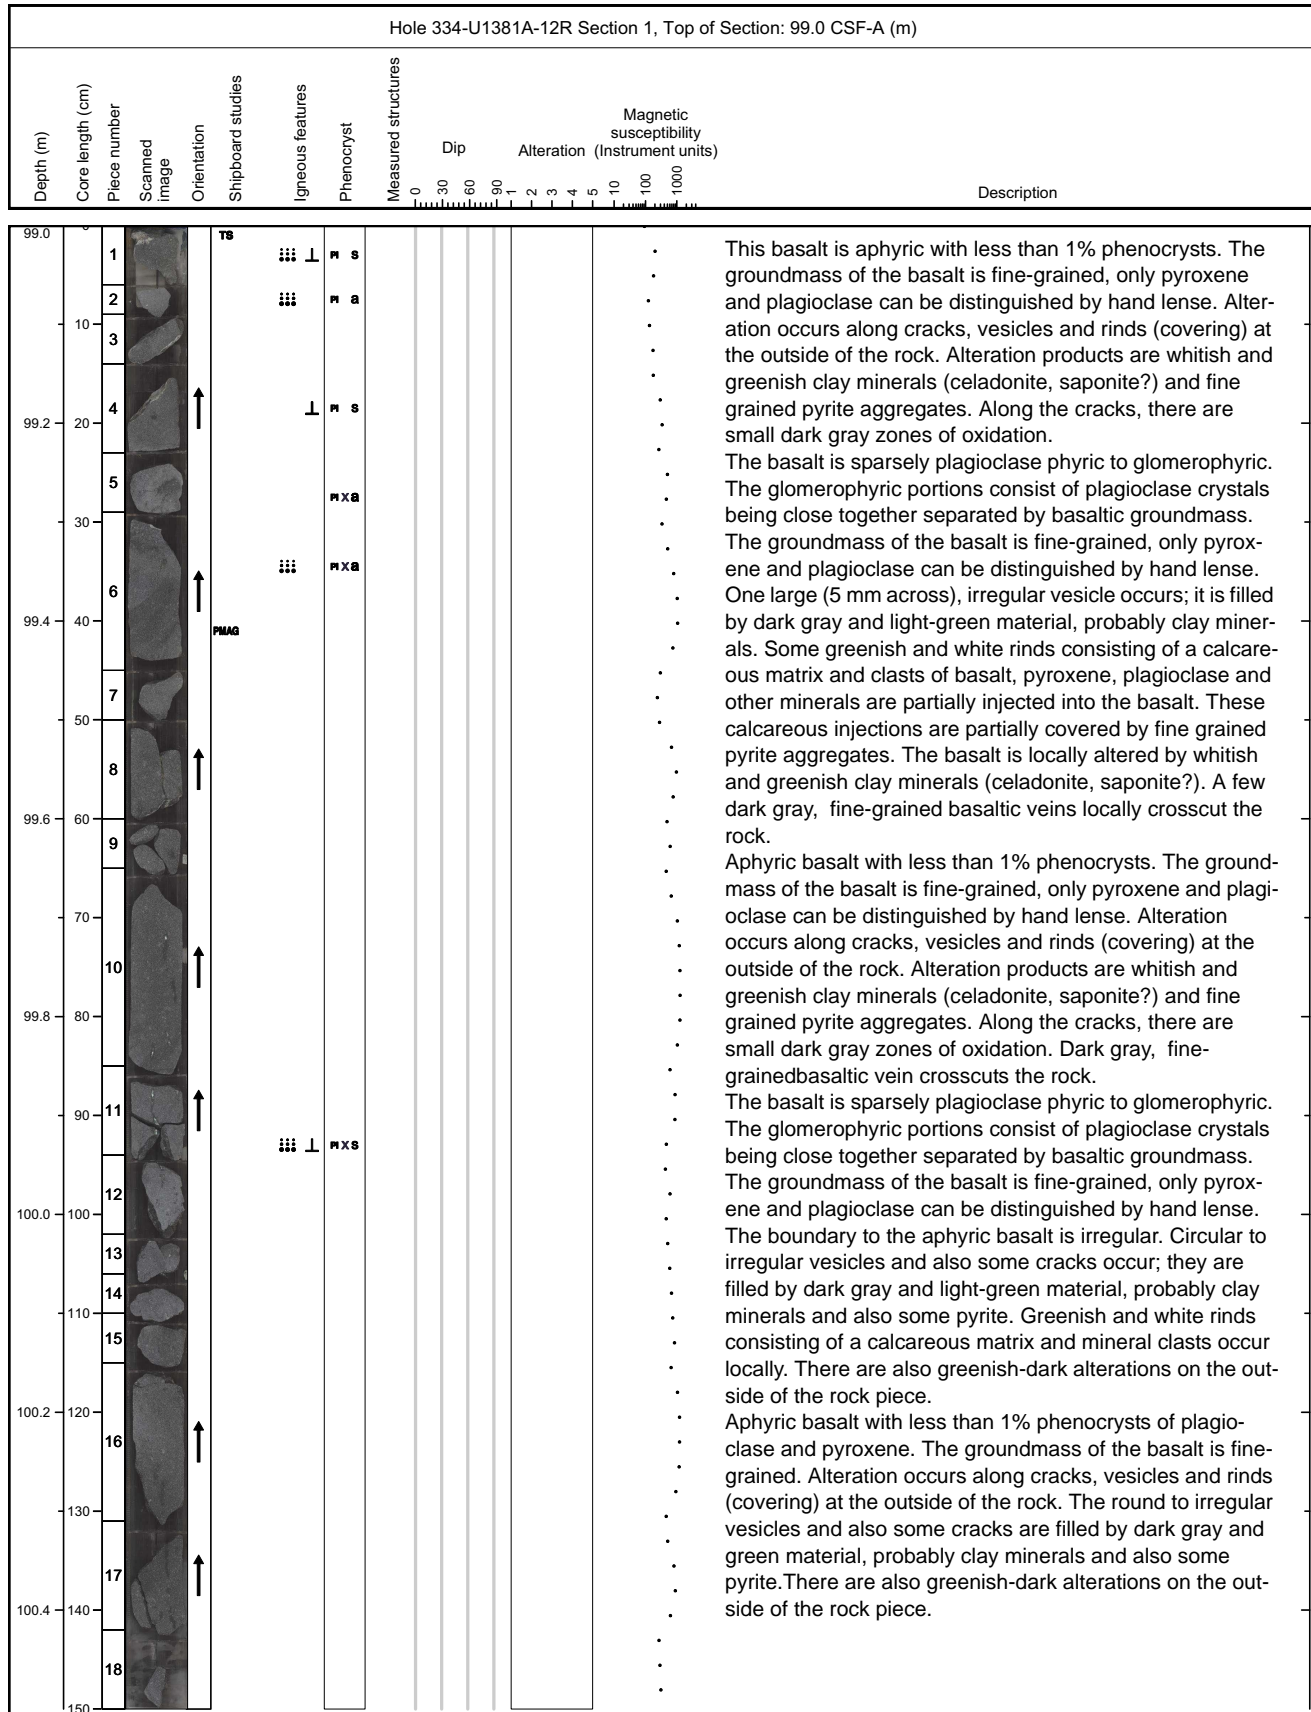 Hole 334-U1381A-12R Section 1, Top of Section: 99.0 CSF-A (m)
Depth (m)
Core length (cm)
Piece number
Scanned
image
Orientation
Shipboard studies
Igneous features
Phenocryst
Measured structures
Dip
0 30 60 90
Alteration
1 2 3 4 5
Magnetic
susceptibility
(Instrument units)
10 100 1000
Description
99.0
99.2
99.4
99.6
99.8
100.0
100.2
100.4
0
10
20
30
40
50
60
70
80
90
100
110
120
130
140
150
1
2
3
4
5
6
7
8
9
10
11
12
13
14
15
16
17
18
TS
PMAG
Pl S
Pl a
Pl S
Pl X a
Pl X a
Pl X S
This basalt is aphyric with less than 1% phenocrysts. The
groundmass of the basalt is fine-grained, only pyroxene
and plagioclase can be distinguished by hand lense. Alter-
ation occurs along cracks, vesicles and rinds (covering) at
the outside of the rock. Alteration products are whitish and
greenish clay minerals (celadonite, saponite?) and fine
grained pyrite aggregates. Along the cracks, there are
small dark gray zones of oxidation.
The basalt is sparsely plagioclase phyric to glomerophyric.
The glomerophyric portions consist of plagioclase crystals
being close together separated by basaltic groundmass.
The groundmass of the basalt is fine-grained, only pyrox-
ene and plagioclase can be distinguished by hand lense.
One large (5 mm across), irregular vesicle occurs; it is filled
by dark gray and light-green material, probably clay miner-
als. Some greenish and white rinds consisting of a calcare-
ous matrix and clasts of basalt, pyroxene, plagioclase and
other minerals are partially injected into the basalt. These
calcareous injections are partially covered by fine grained
pyrite aggregates. The basalt is locally altered by whitish
and greenish clay minerals (celadonite, saponite?). A few
dark gray,  fine-grained basaltic veins locally crosscut the
rock.
Aphyric basalt with less than 1% phenocrysts. The ground-
mass of the basalt is fine-grained, only pyroxene and plagi-
oclase can be distinguished by hand lense. Alteration
occurs along cracks, vesicles and rinds (covering) at the
outside of the rock. Alteration products are whitish and
greenish clay minerals (celadonite, saponite?) and fine
grained pyrite aggregates. Along the cracks, there are
small dark gray zones of oxidation. Dark gray,  fine-
grainedbasaltic vein crosscuts the rock.
The basalt is sparsely plagioclase phyric to glomerophyric.
The glomerophyric portions consist of plagioclase crystals
being close together separated by basaltic groundmass.
The groundmass of the basalt is fine-grained, only pyrox-
ene and plagioclase can be distinguished by hand lense.
The boundary to the aphyric basalt is irregular. Circular to
irregular vesicles and also some cracks occur; they are
filled by dark gray and light-green material, probably clay
minerals and also some pyrite. Greenish and white rinds
consisting of a calcareous matrix and mineral clasts occur
locally. There are also greenish-dark alterations on the out-
side of the rock piece.
Aphyric basalt with less than 1% phenocrysts of plagio-
clase and pyroxene. The groundmass of the basalt is fine-
grained. Alteration occurs along cracks, vesicles and rinds
(covering) at the outside of the rock. The round to irregular
vesicles and also some cracks are filled by dark gray and
green material, probably clay minerals and also some
pyrite.There are also greenish-dark alterations on the out-
side of the rock piece.